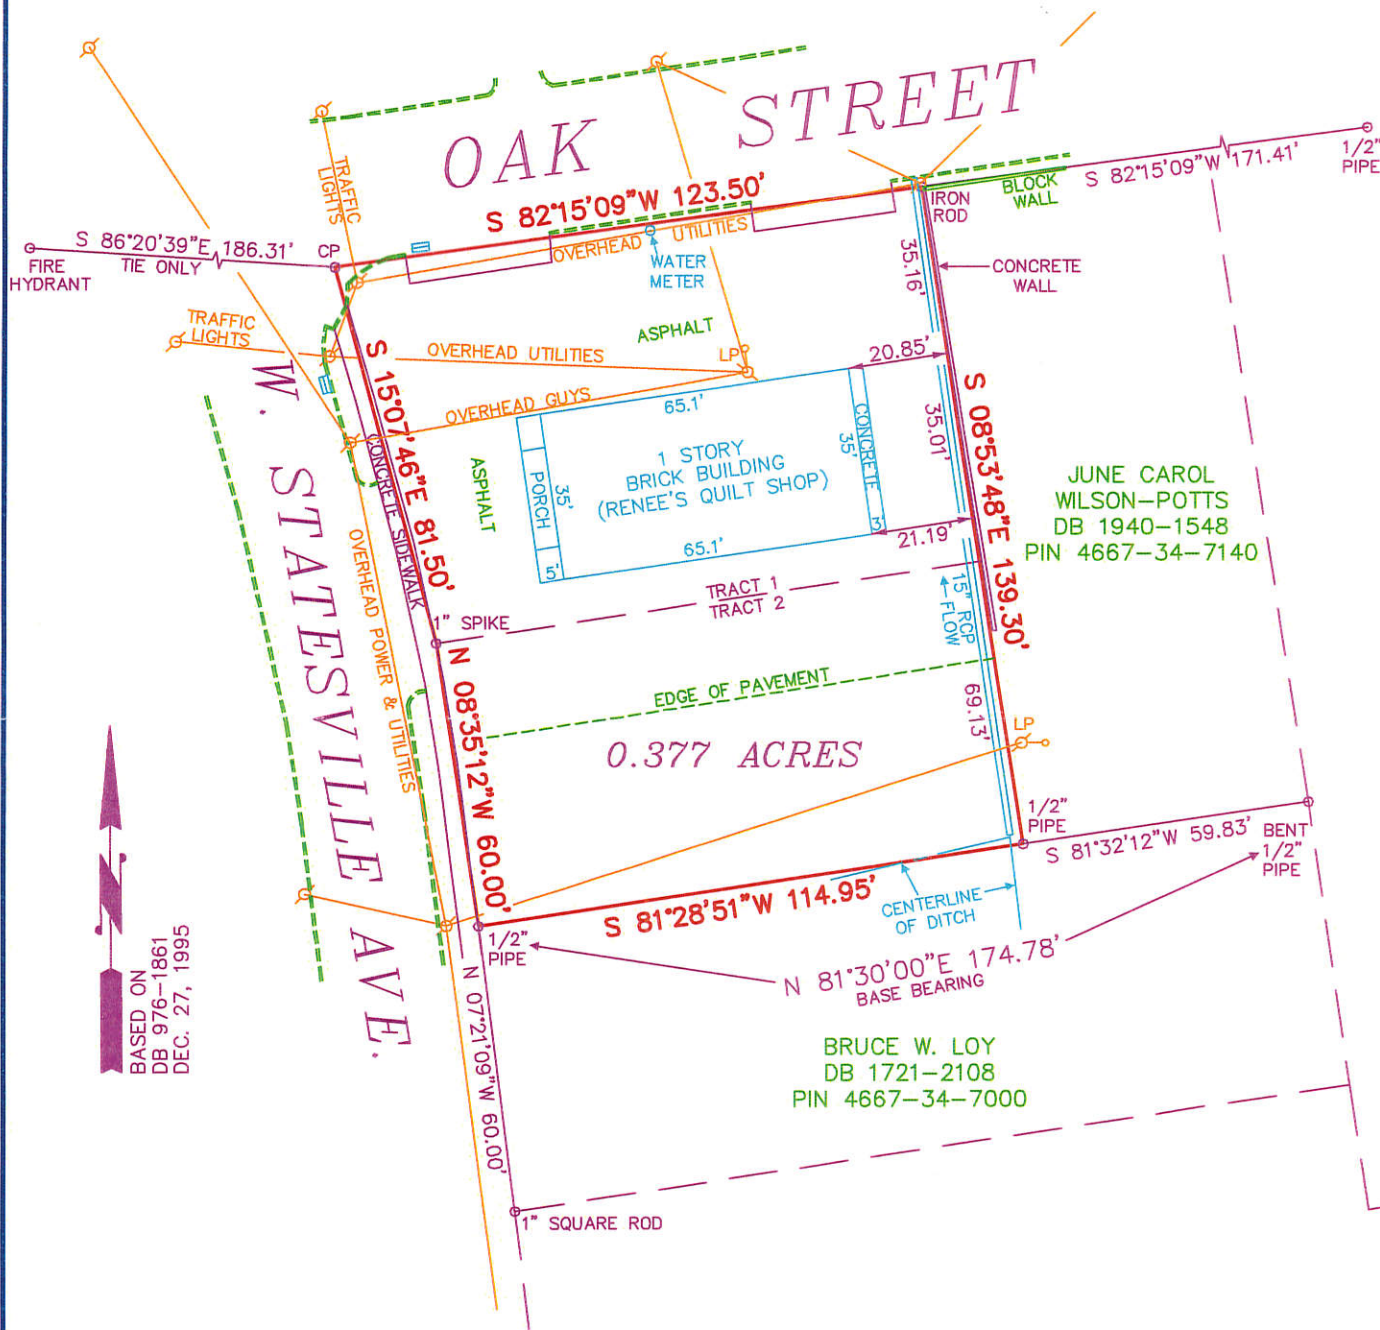 OAK STREET
TRAFFIC
LIGHTS
S 82°15'09"W 123.50'
S 82°15'09"W 171.41'
1/2"
PIPE
IRON
ROD
BLOCK
WALL
S 86°20'39"E 186.31'
TIE ONLY
FIRE
HYDRANT
CP
OVERHEAD UTILITIES
WATER
METER
35.16'
CONCRETE
WALL
TRAFFIC
LIGHTS
ASPHALT
OVERHEAD UTILITIES
LP
20.85'
OVERHEAD GUYS
65.1'
W. STATESVILLE AVE.
S 15°07'46"E 81.50'
CONCRETE SIDEWALK
ASPHALT
PORCH
35'
5'
1 STORY
BRICK BUILDING
(RENEE'S QUILT SHOP)
CONCRETE
35'
3'
35.01'
S 08°53'48"E 139.30'
JUNE CAROL
WILSON-POTTS
DB 1940-1548
PIN 4667-34-7140
65.1'
21.19'
OVERHEAD POWER & UTILITIES
1" SPIKE
TRACT 1
TRACT 2
15" RCP
FLOW
N 08°35'12"W 60.00'
EDGE OF PAVEMENT
69.13'
0.377 ACRES
LP
1/2"
PIPE
S 81°32'12"W 59.83'
BENT
1/2"
PIPE
S 81°28'51"W 114.95'
CENTERLINE
OF DITCH
1/2"
PIPE
N 81°30'00"E 174.78'
BASE BEARING
N
BASED ON
DB 976-1861
DEC. 27, 1995
N 07°21'09"W 60.00'
BRUCE W. LOY
DB 1721-2108
PIN 4667-34-7000
1" SQUARE ROD